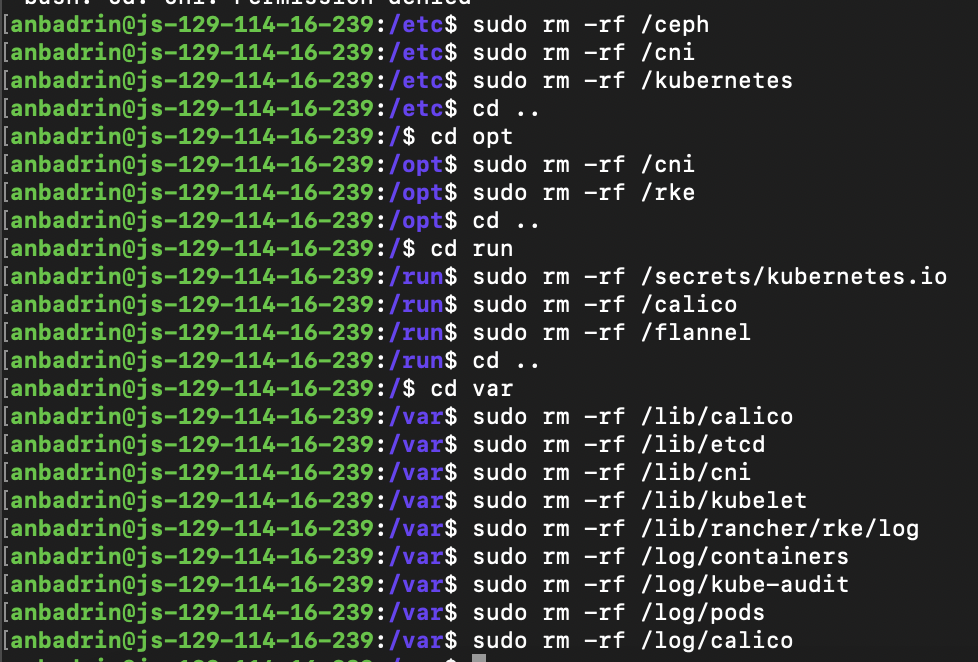 [anbadrin@js-129-114-16-239:/etc$ sudo rm -rf /ceph
[anbadrin@js-129-114-16-239:/etc$ sudo rm -rf /cni
[anbadrin@js-129-114-16-239:/etc$ sudo rm -rf /kubernetes
[anbadrin@js-129-114-16-239:/etc$ cd ..
[anbadrin@js-129-114-16-239:/$ cd opt
[anbadrin@js-129-114-16-239:/opt$ sudo rm -rf /cni
[anbadrin@js-129-114-16-239:/opt$ sudo rm -rf /rke
[anbadrin@js-129-114-16-239:/opt$ cd ..
[anbadrin@js-129-114-16-239:/$ cd run
[anbadrin@js-129-114-16-239:/run$ sudo rm -rf /secrets/kubernetes.io
[anbadrin@js-129-114-16-239:/run$ sudo rm -rf /calico
[anbadrin@js-129-114-16-239:/run$ sudo rm -rf /flannel
[anbadrin@js-129-114-16-239:/run$ cd ..
[anbadrin@js-129-114-16-239:/$ cd var
[anbadrin@js-129-114-16-239:/var$ sudo rm -rf /lib/calico
[anbadrin@js-129-114-16-239:/var$ sudo rm -rf /lib/etcd
[anbadrin@js-129-114-16-239:/var$ sudo rm -rf /lib/cni
[anbadrin@js-129-114-16-239:/var$ sudo rm -rf /lib/kubelet
[anbadrin@js-129-114-16-239:/var$ sudo rm -rf /lib/rancher/rke/log
[anbadrin@js-129-114-16-239:/var$ sudo rm -rf /log/containers
[anbadrin@js-129-114-16-239:/var$ sudo rm -rf /log/kube-audit
[anbadrin@js-129-114-16-239:/var$ sudo rm -rf /log/pods
[anbadrin@js-129-114-16-239:/var$ sudo rm -rf /log/calico